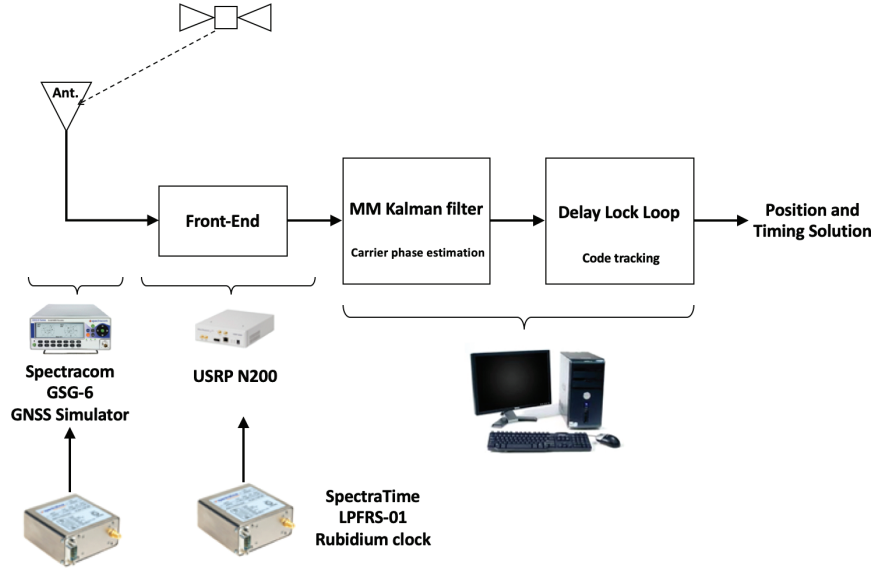 Ant.
Front-End
MM Kalman filter
Carrier phase estimation
Delay Lock Loop
Code tracking
Position and
Timing Solution
Spectracom
GSG-6
GNSS Simulator
USRP N200
SpectraTime
LPFRS-01
Rubidium clock